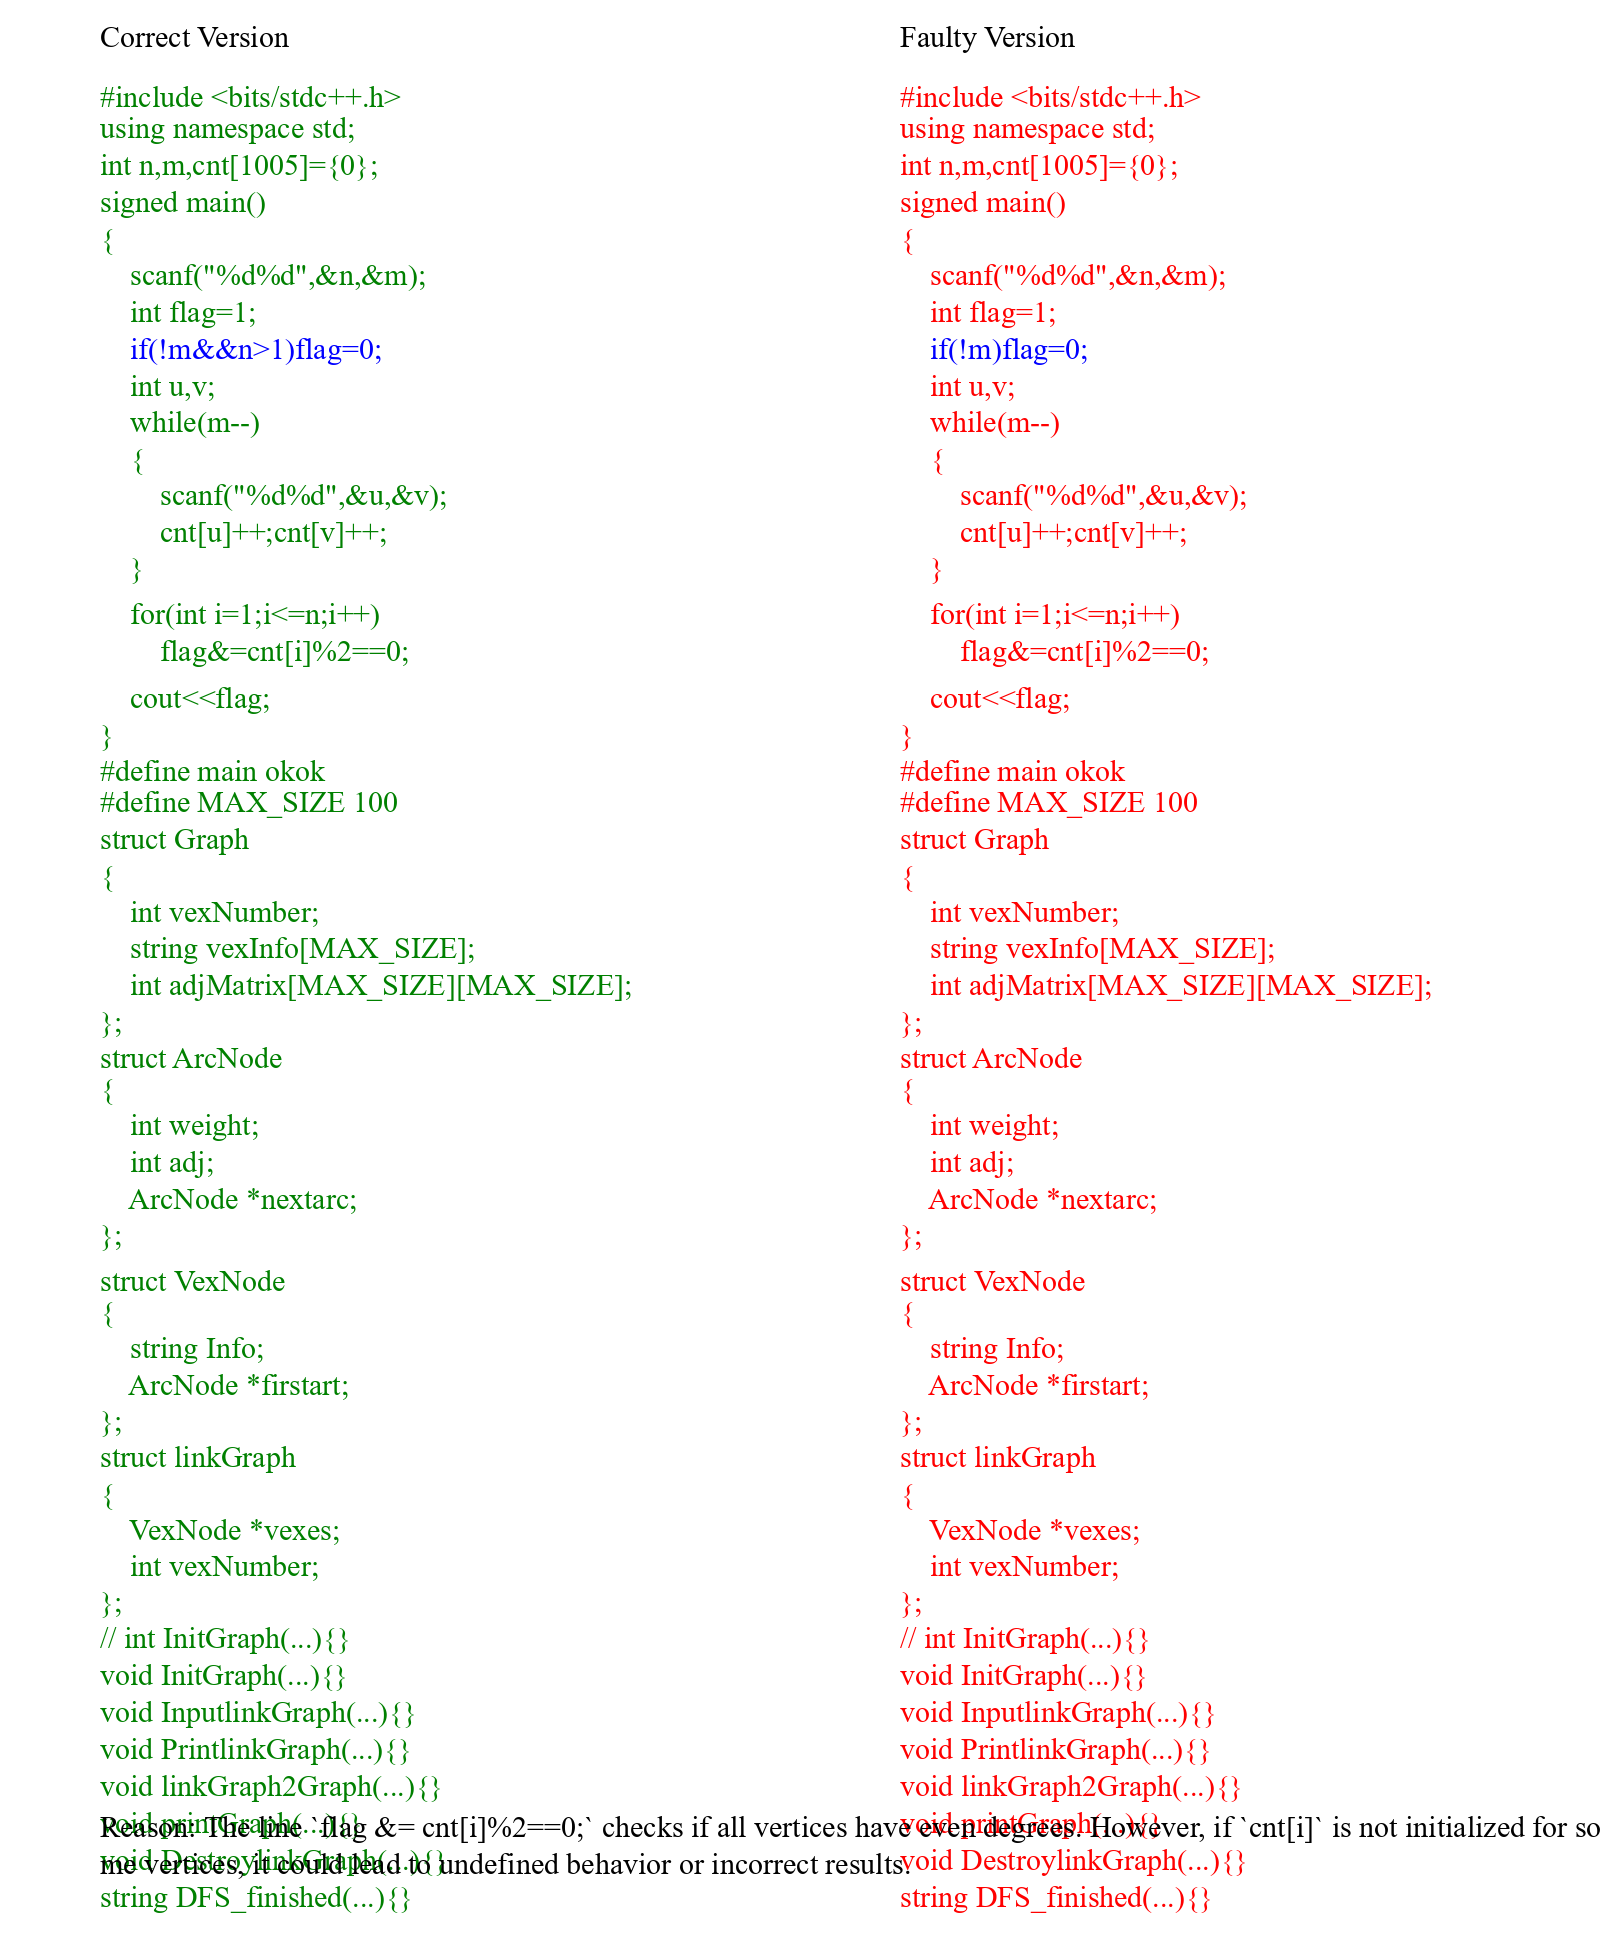 Correct Version
#include <bits/stdc++.h>
using namespace std;
int n,m,cnt[1005]={0};
signed main()
{
    scanf("%d%d",&n,&m);
    int flag=1;
    if(!m&&n>1)flag=0;
    int u,v;
    while(m--)
    {
        scanf("%d%d",&u,&v);
        cnt[u]++;cnt[v]++;
    }
    for(int i=1;i<=n;i++)
        flag&=cnt[i]%2==0;
    cout<<flag;
}
#define main okok
#define MAX_SIZE 100
struct Graph
{
    int vexNumber;
    string vexInfo[MAX_SIZE];
    int adjMatrix[MAX_SIZE][MAX_SIZE];
};
struct ArcNode
{
    int weight;
    int adj;
    ArcNode *nextarc;
};
struct VexNode
{
    string Info;
    ArcNode *firstart;
};
struct linkGraph
{
    VexNode *vexes;
    int vexNumber;
};
// int InitGraph(...){}
void InitGraph(...){}
void InputlinkGraph(...){}
void PrintlinkGraph(...){}
void linkGraph2Graph(...){}
void printGraph(...){}
void DestroylinkGraph(...){}
string DFS_finished(...){}
Faulty Version
#include <bits/stdc++.h>
using namespace std;
int n,m,cnt[1005]={0};
signed main()
{
    scanf("%d%d",&n,&m);
    int flag=1;
    if(!m)flag=0;
    int u,v;
    while(m--)
    {
        scanf("%d%d",&u,&v);
        cnt[u]++;cnt[v]++;
    }
    for(int i=1;i<=n;i++)
        flag&=cnt[i]%2==0;
    cout<<flag;
}
#define main okok
#define MAX_SIZE 100
struct Graph
{
    int vexNumber;
    string vexInfo[MAX_SIZE];
    int adjMatrix[MAX_SIZE][MAX_SIZE];
};
struct ArcNode
{
    int weight;
    int adj;
    ArcNode *nextarc;
};
struct VexNode
{
    string Info;
    ArcNode *firstart;
};
struct linkGraph
{
    VexNode *vexes;
    int vexNumber;
};
// int InitGraph(...){}
void InitGraph(...){}
void InputlinkGraph(...){}
void PrintlinkGraph(...){}
void linkGraph2Graph(...){}
void printGraph(...){}
void DestroylinkGraph(...){}
string DFS_finished(...){}
Reason: The line `flag &= cnt[i]%2==0;` checks if all vertices have even degrees. However, if `cnt[i]` is not initialized for so
me vertices, it could lead to undefined behavior or incorrect results.